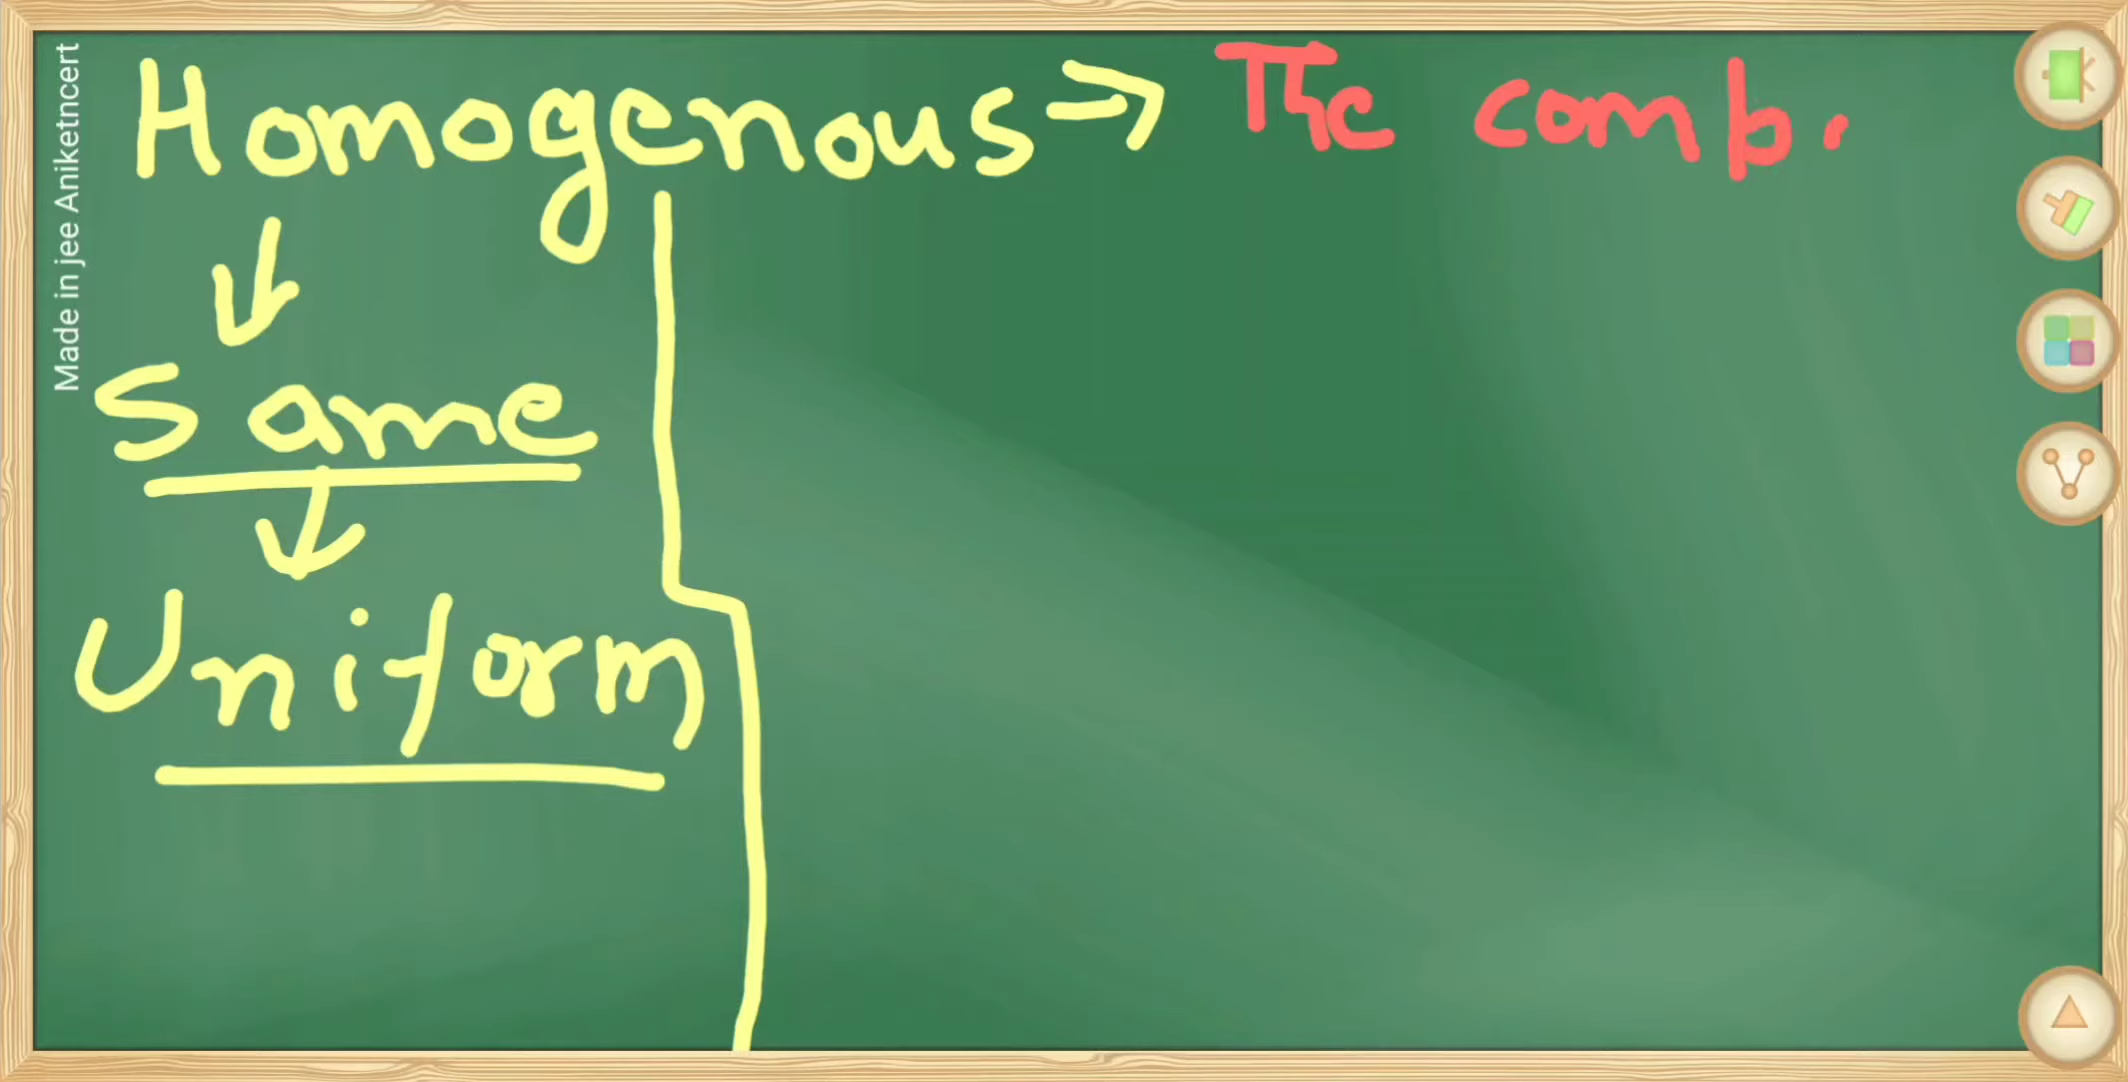 Made in jee Aniketncert
Homogenous → The comb.
↓
Same
↓
Uniform